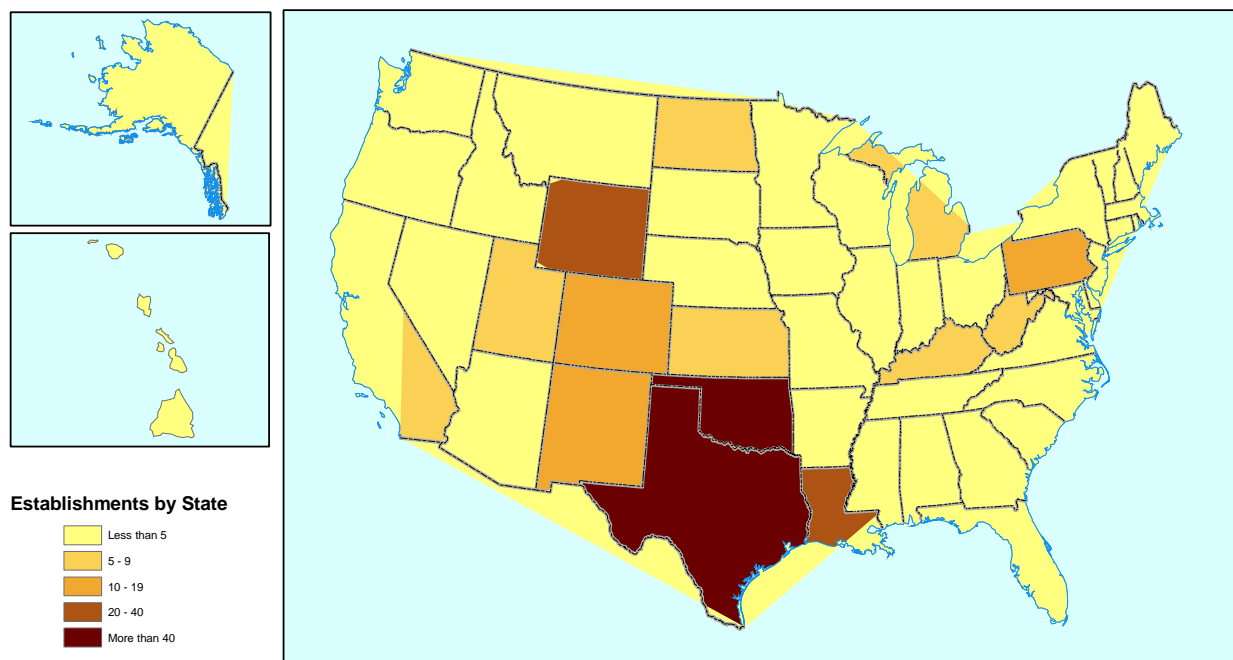 Establishments by State
Less than 5
5 - 9
10 - 19
20 - 40
More than 40